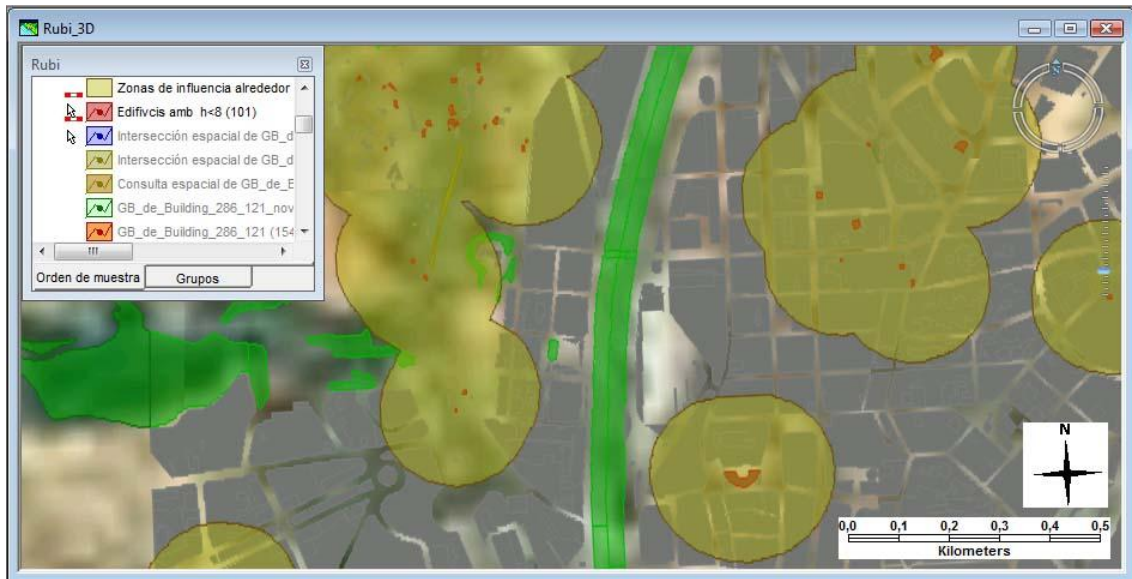 Rubi_3D
Rubi
Zonas de influencia alrededor
Edifivcis amb h<8 (101)
Intersección espacial de GB_d
Intersección espacial de GB_d
Consulta espacial de GB_de_E
GB_de_Building_286_121_nov
GB_de_Building_286_121 (154
Orden de muestra
Grupos
N
N
0,0 0,1 0,2 0,3 0,4 0,5
Kilometers